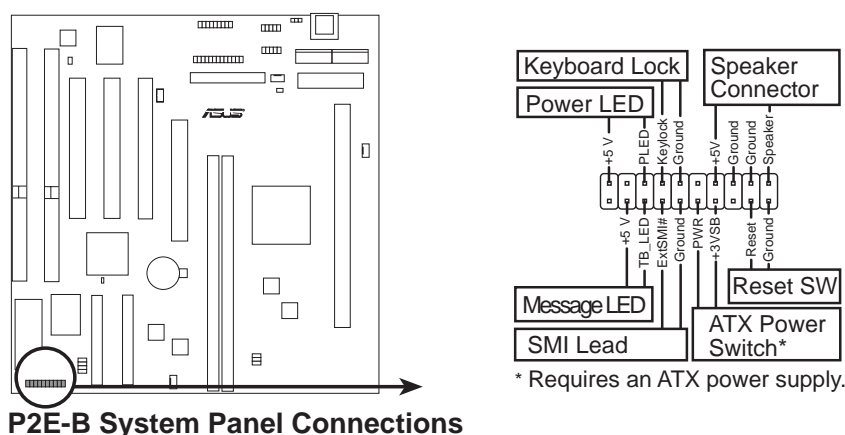 ASUS
Keyboard Lock
Speaker
Connector
Power LED
+5 V
PLED
Keylock
Ground
+5V
Ground
Ground
Speaker
+5 V
TB_LED
ExtSMI#
Ground
PWR
+3VSB
Reset
Ground
Reset SW
Message LED
ATX Power
Switch*
SMI Lead
* Requires an ATX power supply.
P2E-B System Panel Connections